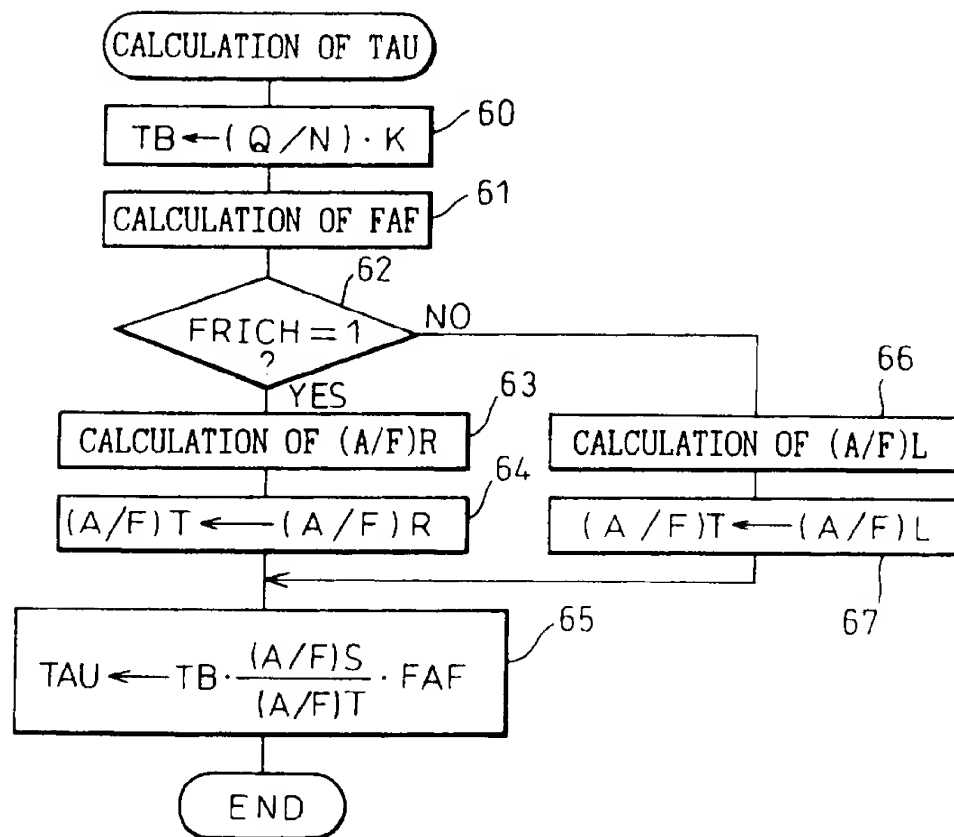 CALCULATION OF TAU
60
TB←(Q/N)·K
61
CALCULATION OF FAF
62
FRICH=1
?
NO
YES
63
CALCULATION OF (A/F)R
66
CALCULATION OF (A/F)L
64
(A/F)T←(A/F)R
(A/F)T←(A/F)L
67
65
TAU←TB·(A/F)S/(A/F)T·FAF
END